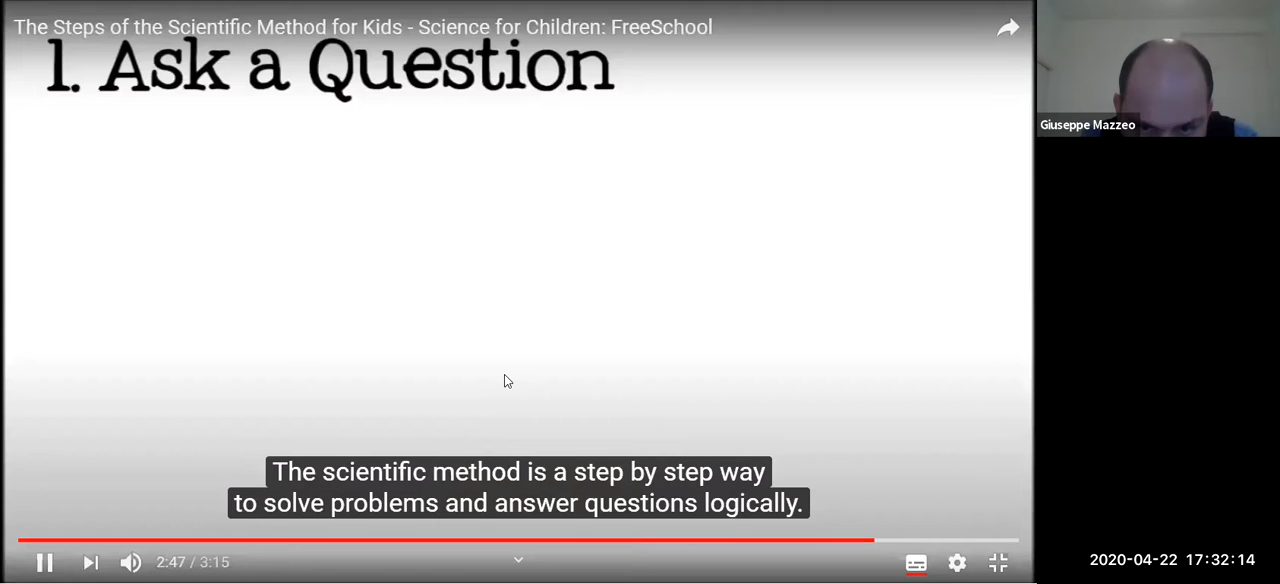 The Steps of the Scientific Method for Kids - Science for Children: FreeSchool
1. Ask a Question
Giuseppe Mazzeo
The scientific method is a step by step way
to solve problems and answer questions logically.
2:47 / 3:15
2020-04-22 17:32:14